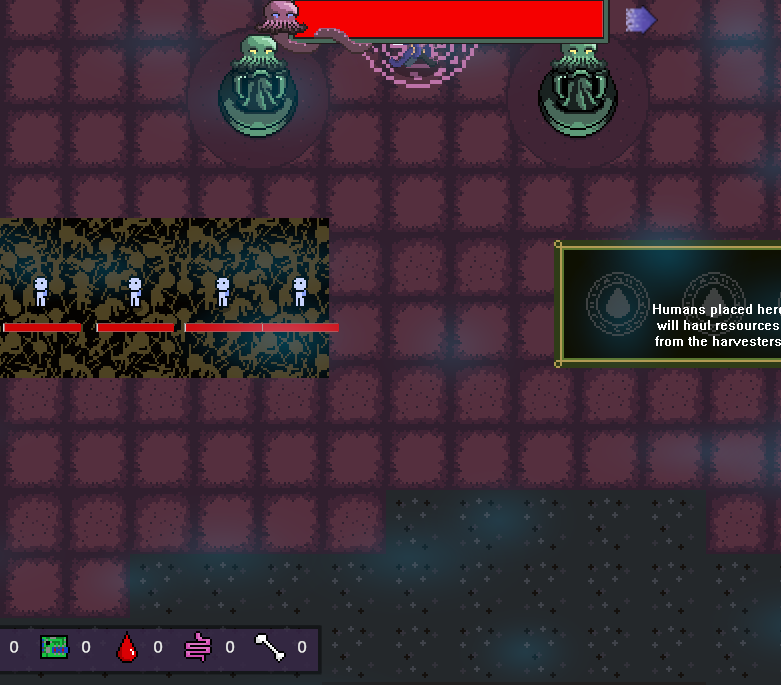 Humans placed here
will haul resources
from the harvesters
0 0 0 0 0